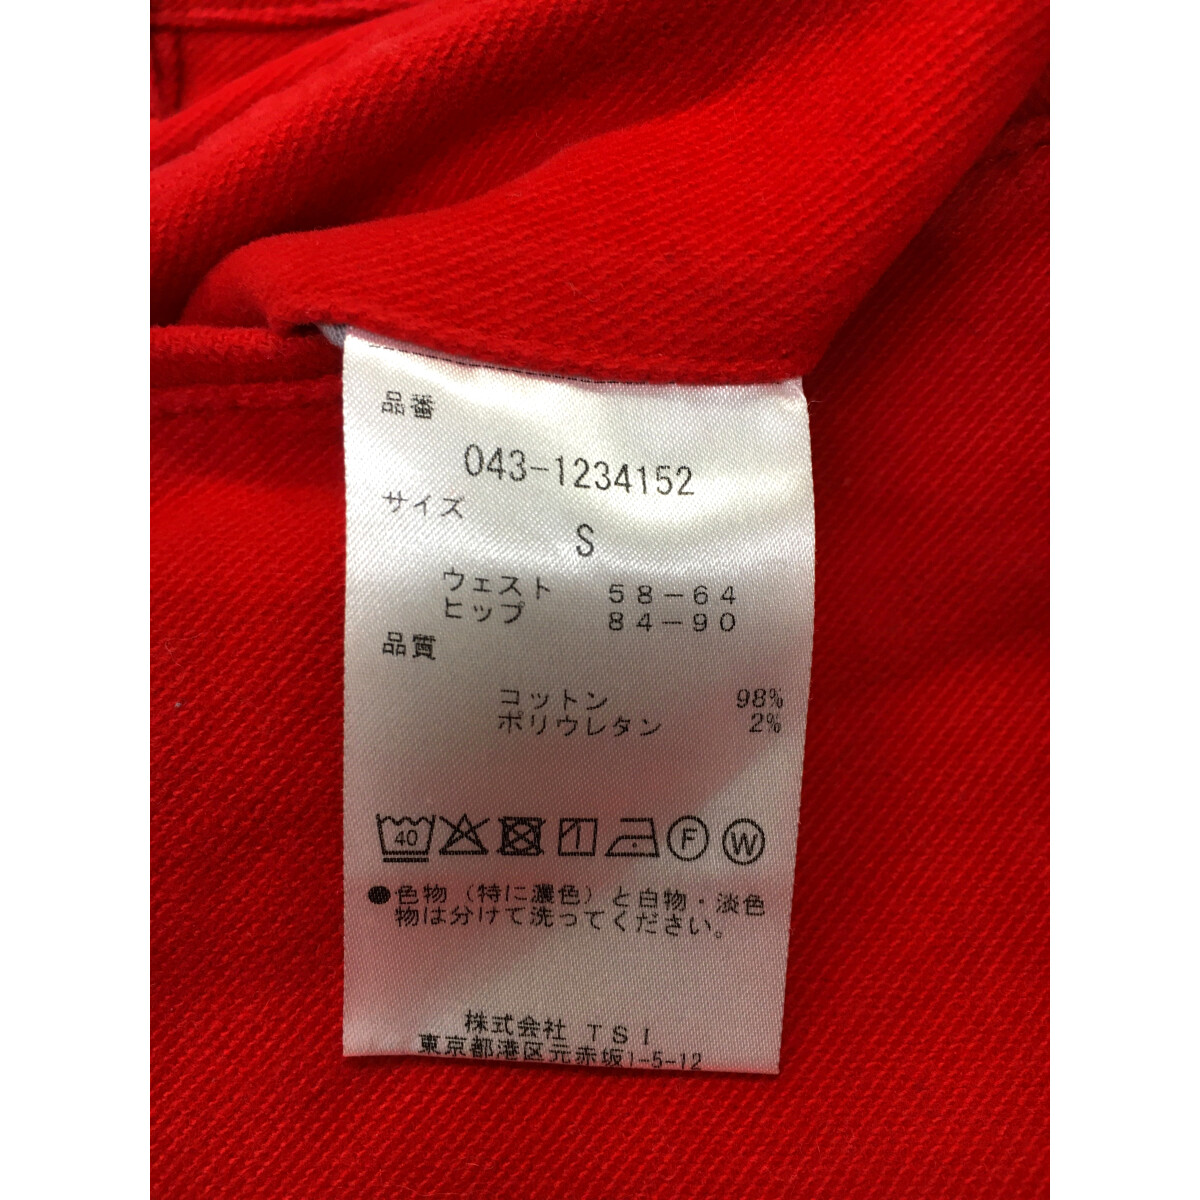 品番
043-1234152
サイズ
S
ウェスト 58-64
ヒップ 84-90
品質
コットン 98%
ポリウレタン 2%
40 F W
●色物(特に濃色)と白物・淡色
物は分けて洗ってください。
株式会社 TSI
東京都港区元赤坂1-5-12